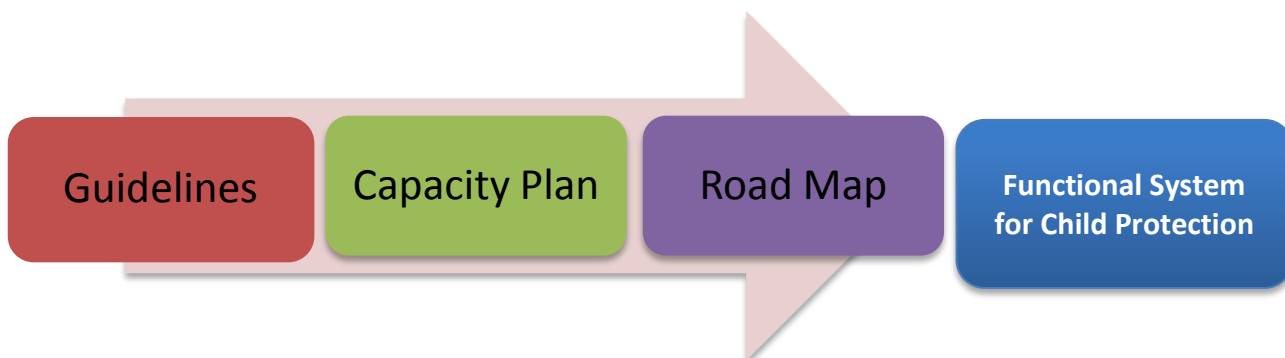 Guidelines
Capacity Plan
Road Map
Functional System
for Child Protection